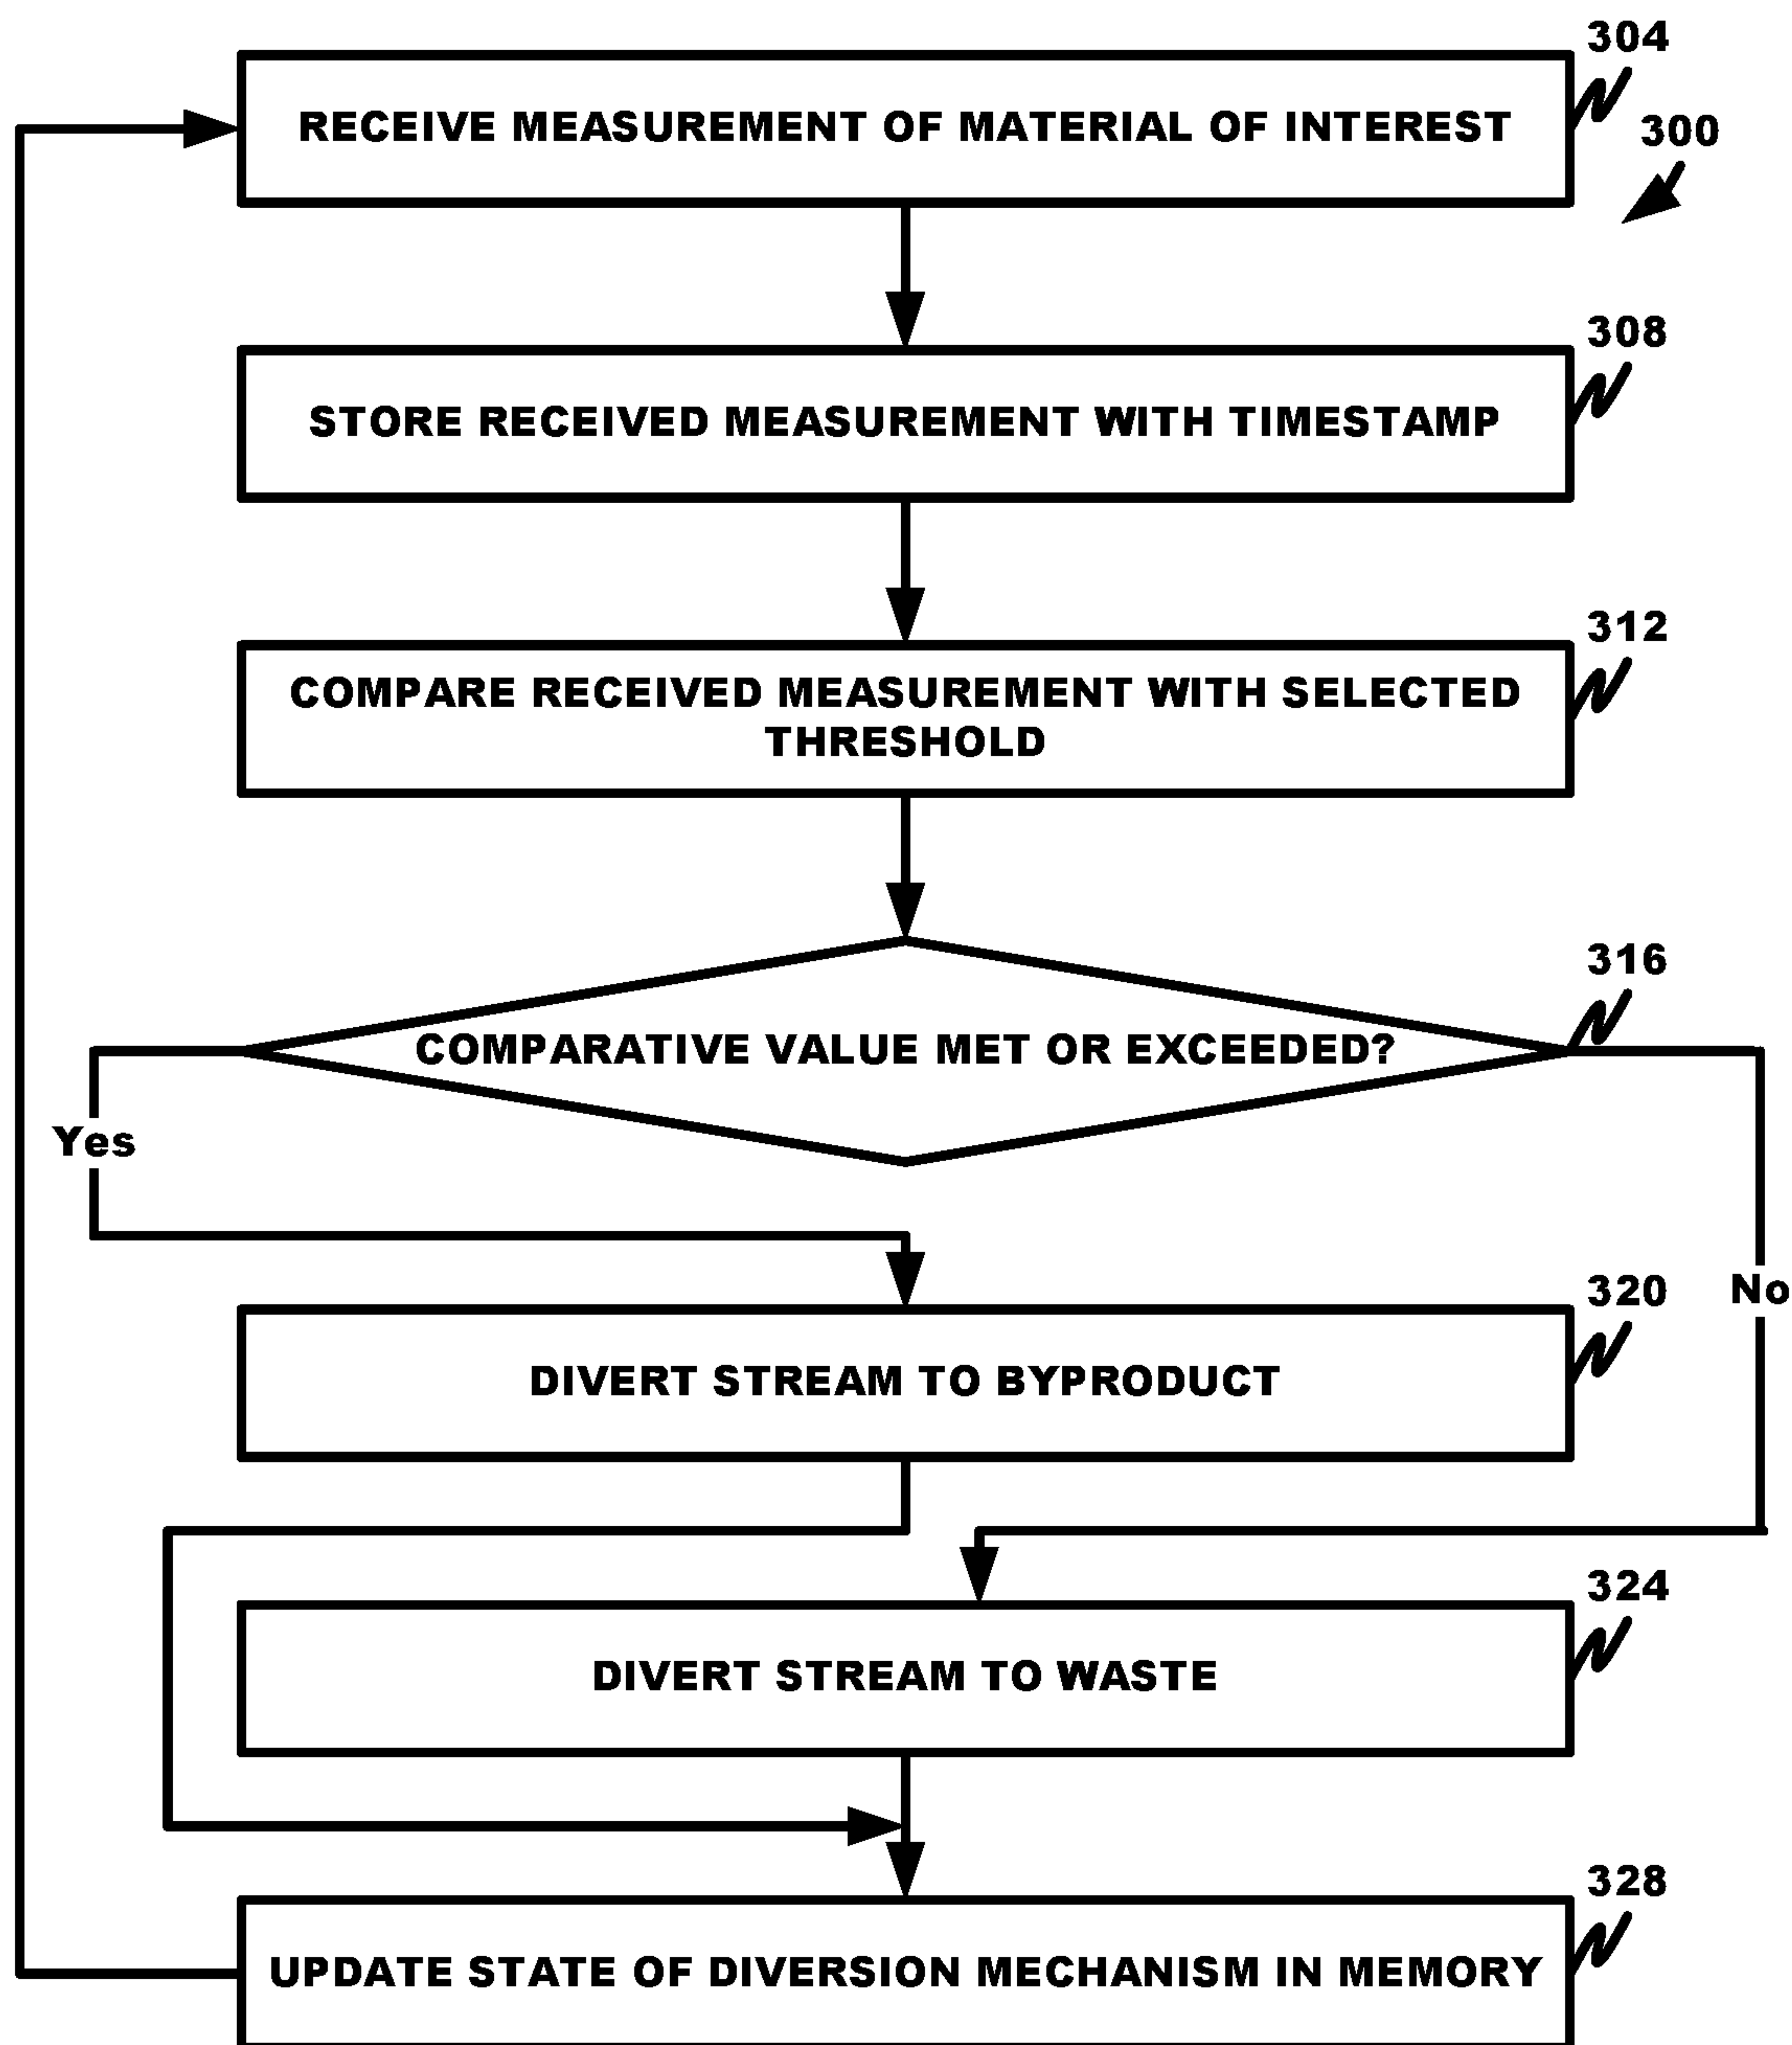 304
RECEIVE MEASUREMENT OF MATERIAL OF INTEREST
300
308
STORE RECEIVED MEASUREMENT WITH TIMESTAMP
312
COMPARE RECEIVED MEASUREMENT WITH SELECTED
THRESHOLD
316
COMPARATIVE VALUE MET OR EXCEEDED?
Yes
320
No
DIVERT STREAM TO BYPRODUCT
324
DIVERT STREAM TO WASTE
328
UPDATE STATE OF DIVERSION MECHANISM IN MEMORY